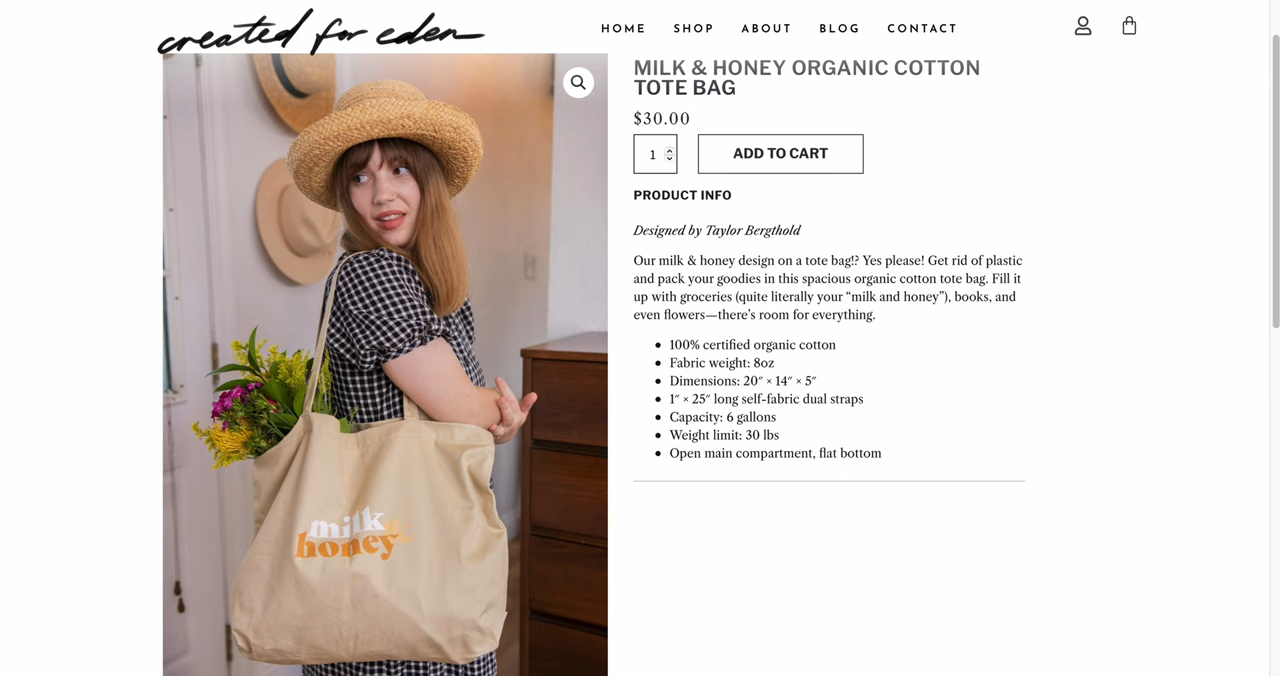 created for eden
HOME SHOP ABOUT BLOG CONTACT
MILK & HONEY ORGANIC COTTON
TOTE BAG
$30.00
1
ADD TO CART
PRODUCT INFO
Designed by Taylor Bergthold
Our milk & honey design on a tote bag!? Yes please! Get rid of plastic
and pack your goodies in this spacious organic cotton tote bag. Fill it
up with groceries (quite literally your “milk and honey”), books, and
even flowers—there’s room for everything.
• 100% certified organic cotton
• Fabric weight: 8oz
• Dimensions: 20″ × 14″ × 5″
• 1″ × 25″ long self-fabric dual straps
• Capacity: 6 gallons
• Weight limit: 30 lbs
• Open main compartment, flat bottom
milk &
honey